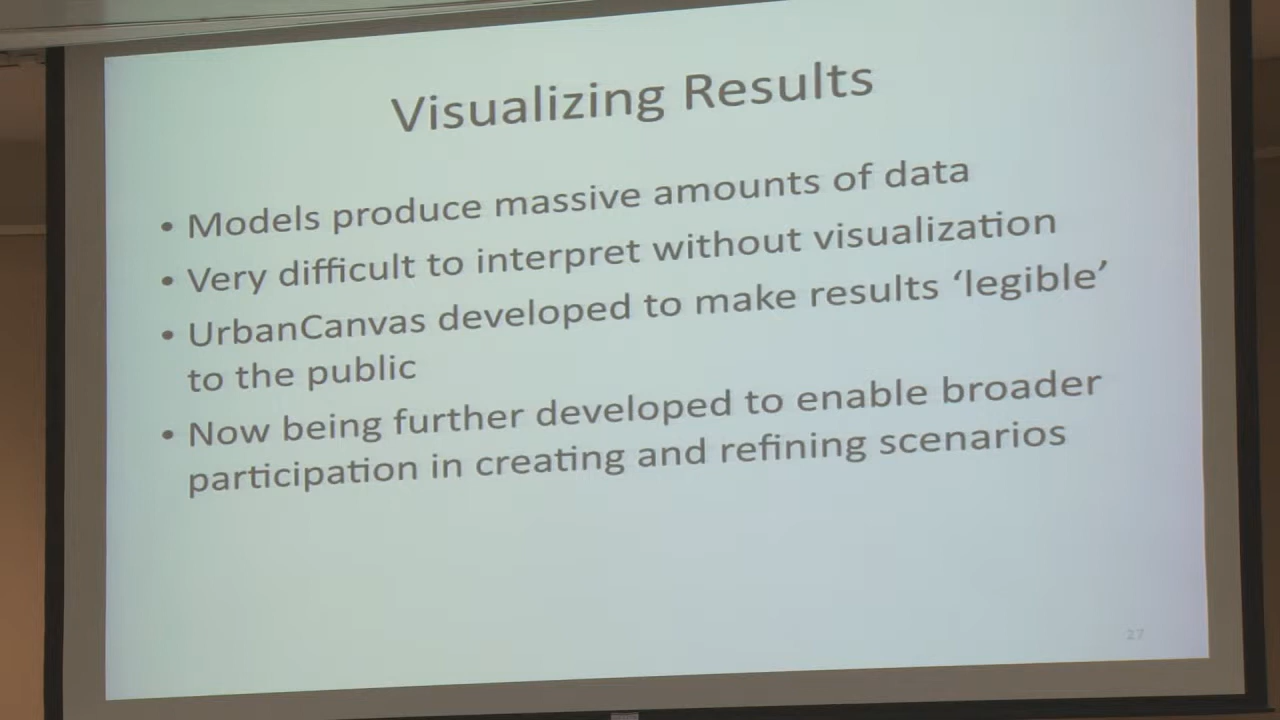 Visualizing Results
• Models produce massive amounts of data
• Very difficult to interpret without visualization
• UrbanCanvas developed to make results ‘legible’
to the public
• Now being further developed to enable broader
participation in creating and refining scenarios
27